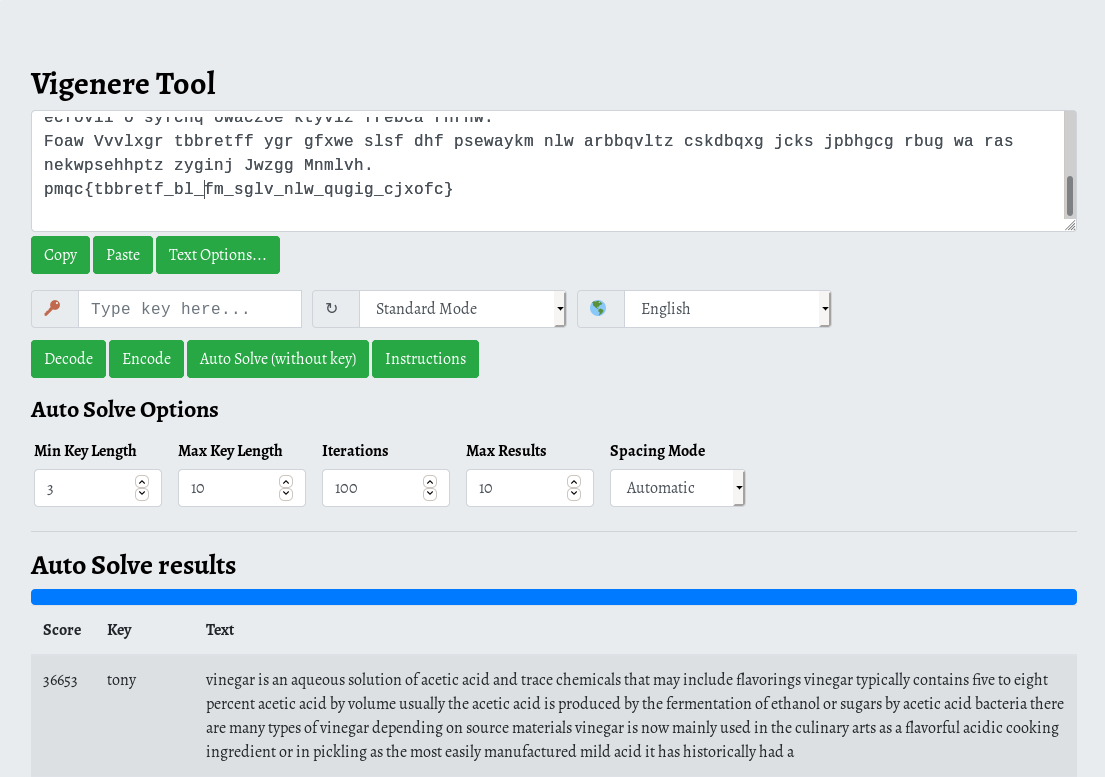 Vigenere Tool
ecrovii o syfchq owaczoe ktyviz frebca rhrnw.
Foaw Vvvlxgr tbbretff ygr gfxwe slsf dhf psewaykm nlw arbbqvltz cskdbqxg jcks jpbhgcg rbug wa ras
nekwpsehhptz zyginj Jwzgg Mnmlvh.
pmqc{tbbretf_bl_fm_sglv_nlw_qugig_cjxofc}
Copy Paste Text Options...
Type key here... ↻ Standard Mode English
Decode Encode Auto Solve (without key) Instructions
Auto Solve Options
Min Key Length Max Key Length Iterations Max Results Spacing Mode
3 10 100 10 Automatic
Auto Solve results
Score Key Text
36653 tony vinegar is an aqueous solution of acetic acid and trace chemicals that may include flavorings vinegar typically contains five to eight
percent acetic acid by volume usually the acetic acid is produced by the fermentation of ethanol or sugars by acetic acid bacteria there
are many types of vinegar depending on source materials vinegar is now mainly used in the culinary arts as a flavorful acidic cooking
ingredient or in pickling as the most easily manufactured mild acid it has historically had a